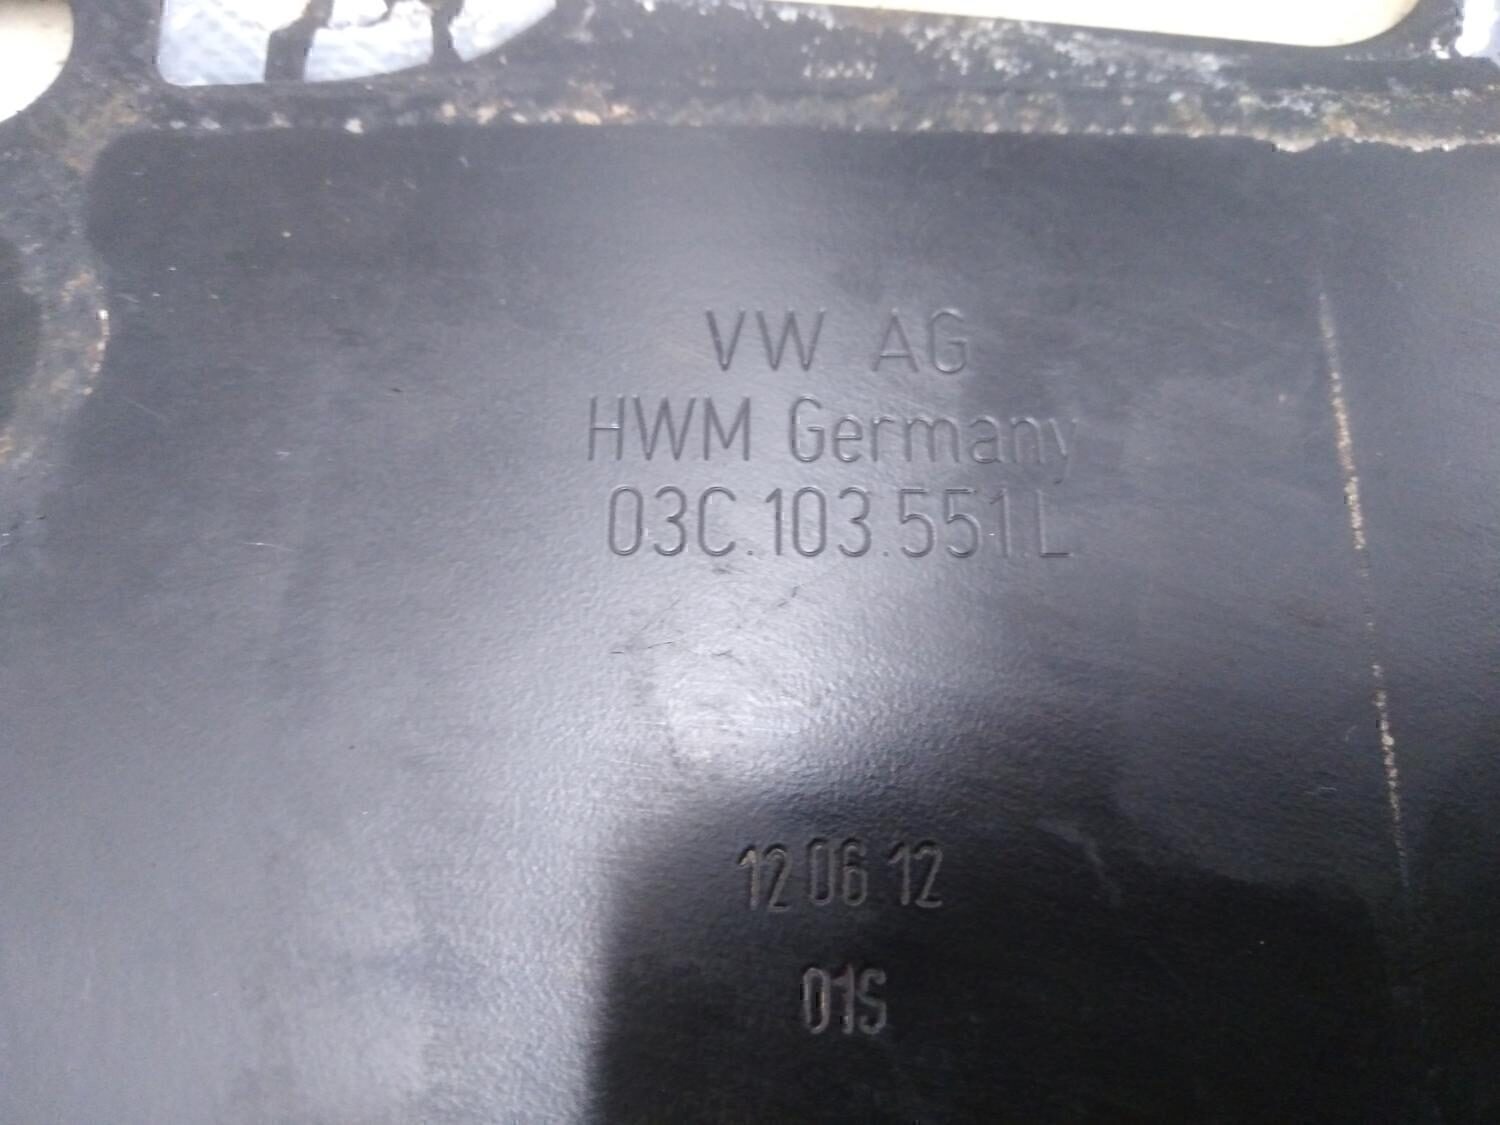 VW AG
HWM Germany
03C.103.551.L
12 06 12
01S